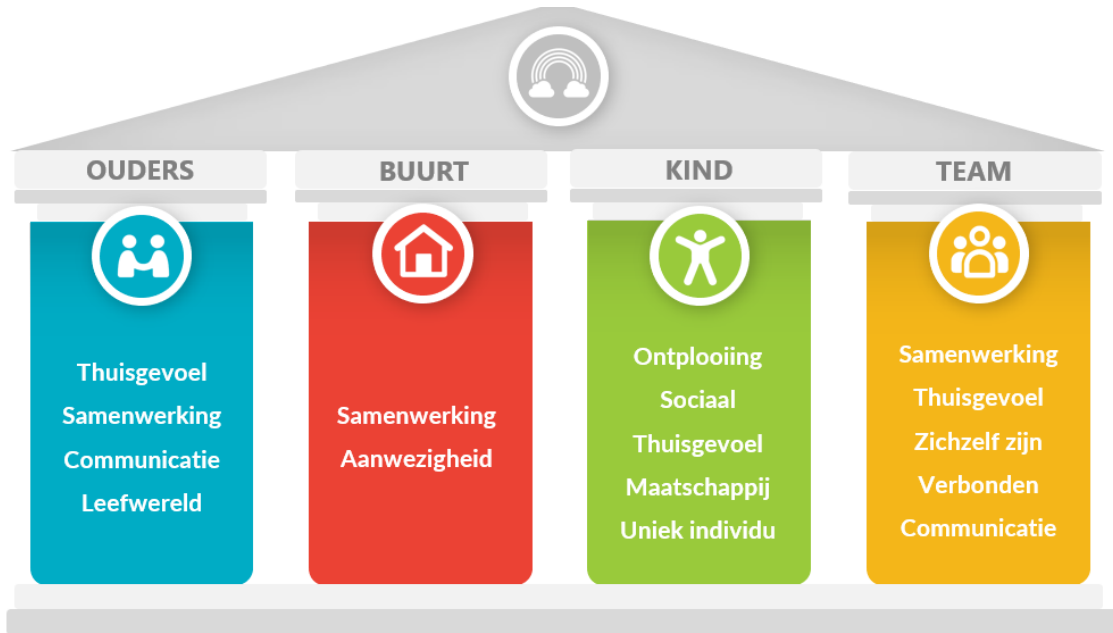 OUDERS
BUURT
KIND
TEAM
Thuisgevoel
Samenwerking
Communicatie
Leefwereld
Samenwerking
Aanwezigheid
Ontplooiing
Sociaal
Thuisgevoel
Maatschappij
Uniek individu
Samenwerking
Thuisgevoel
Zichzelf zijn
Verbonden
Communicatie